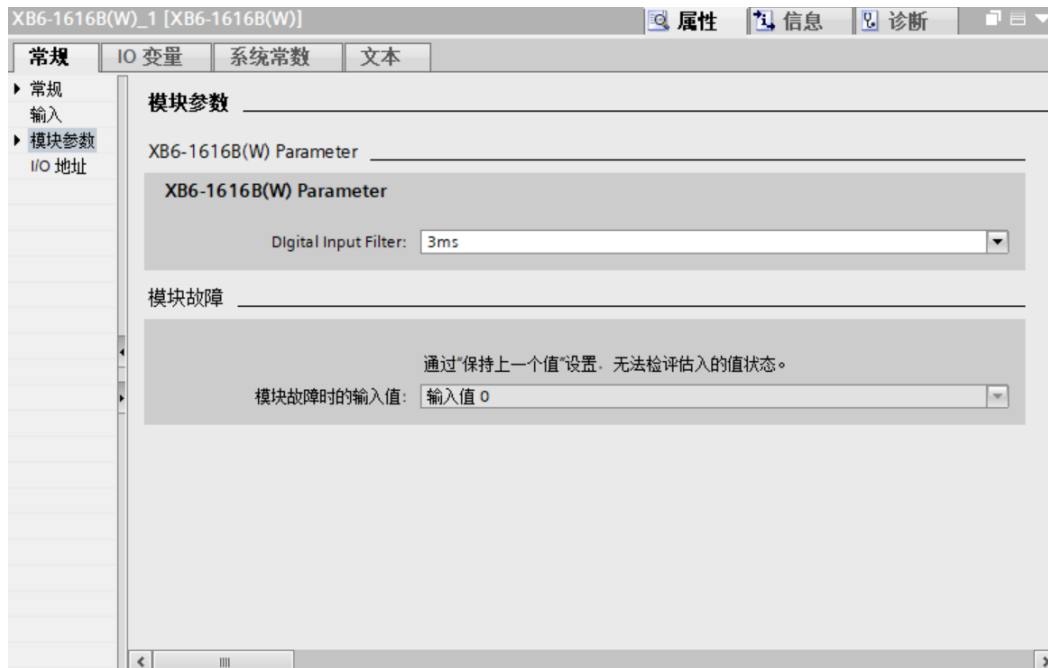 XB6-1616B(W)_1 [XB6-1616B(W)]
属性
信息
诊断
常规
IO 变量
系统常数
文本
常规
输入
模块参数
I/O 地址
模块参数
XB6-1616B(W) Parameter
XB6-1616B(W) Parameter
DIgital Input Filter: 3ms
模块故障
通过"保持上一个值"设置，无法检评估入的值状态。
模块故障时的输入值: 输入值 0